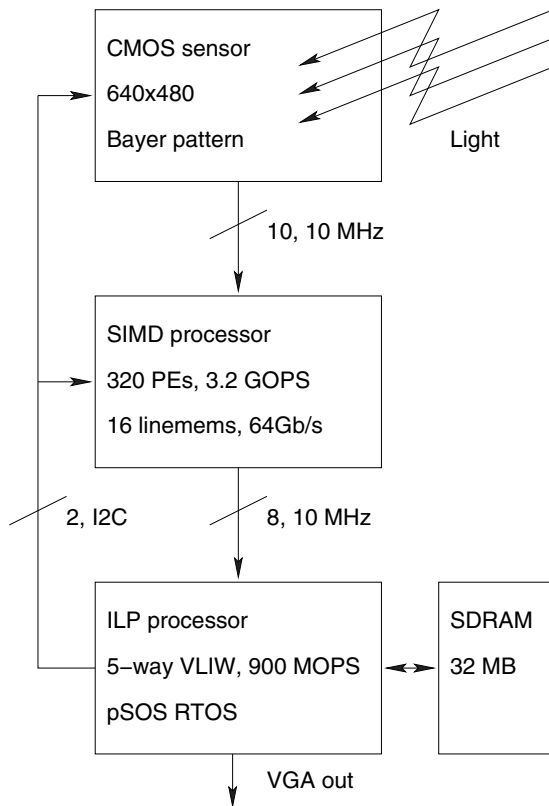 CMOS sensor
640x480
Bayer pattern
Light
10, 10 MHz
SIMD processor
320 PEs, 3.2 GOPS
16 linemems, 64Gb/s
2, I2C
8, 10 MHz
ILP processor
5−way VLIW, 900 MOPS
pSOS RTOS
SDRAM
32 MB
VGA out